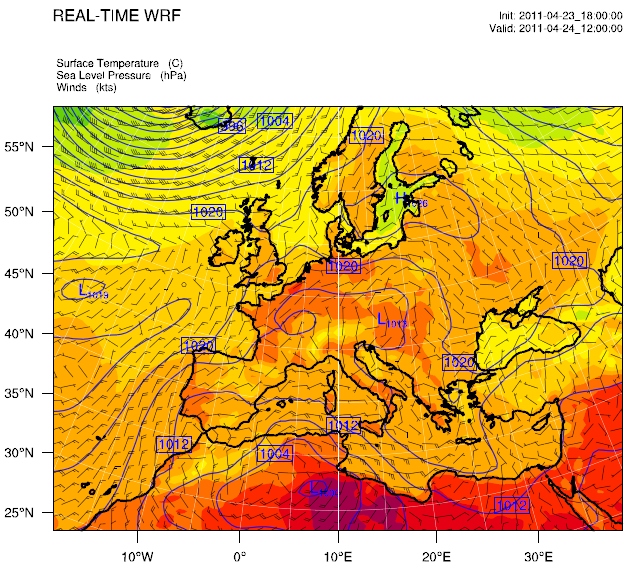 REAL-TIME WRF
Init: 2011-04-23_18:00:00
Valid: 2011-04-24_12:00:00
Surface Temperature (C)
Sea Level Pressure (hPa)
Winds (kts)
996
1004
1020
1012
1020
H
1020
1020
L1013
L
1020
1020
1020
1012
1012
1004
L
1012
55°N
50°N
45°N
40°N
35°N
30°N
25°N
10°W
0°
10°E
20°E
30°E